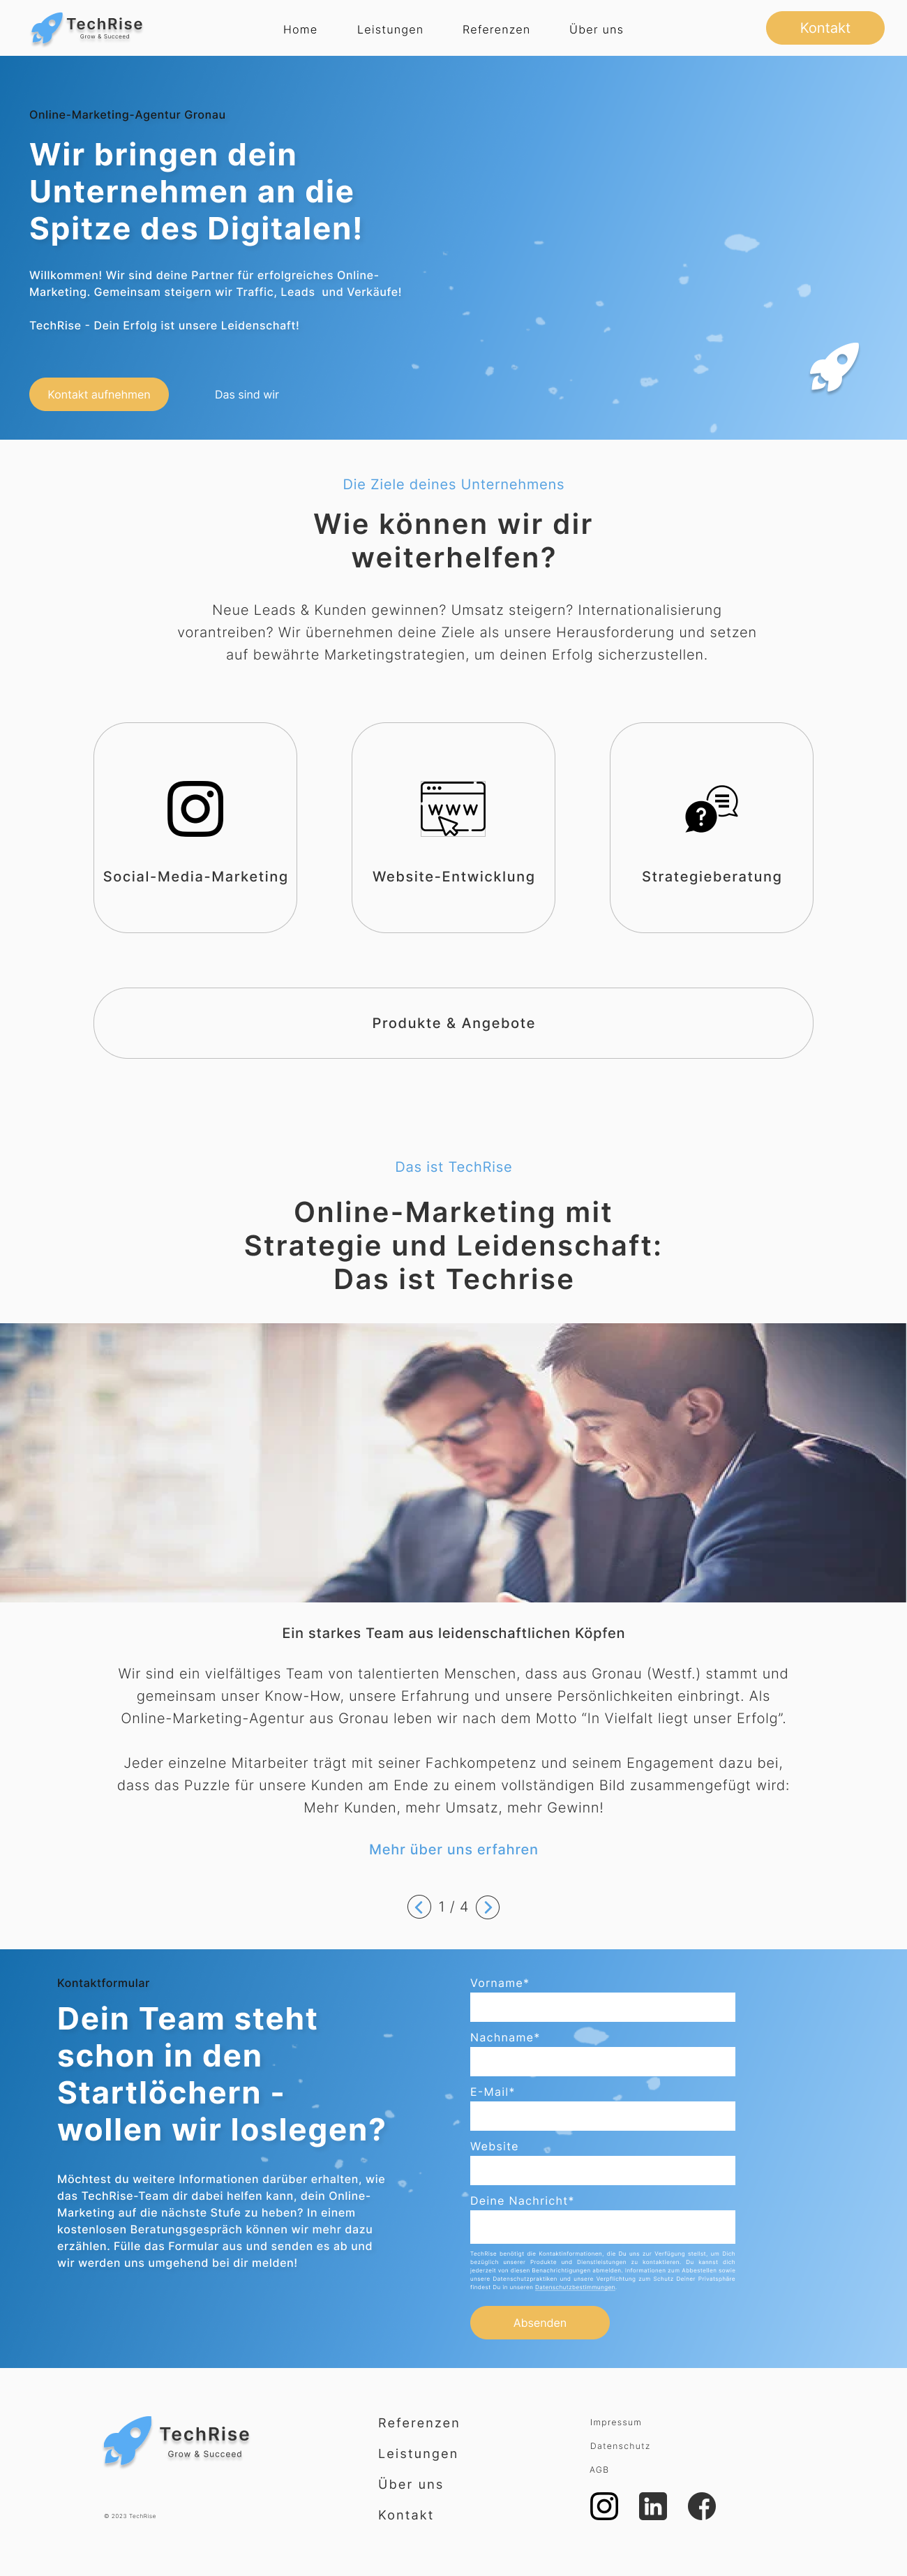 TechRise
Grow & Succeed
Home
Leistungen
Referenzen
Über uns
Kontakt
Online-Marketing-Agentur Gronau
Wir bringen dein
Unternehmen an die
Spitze des Digitalen!
Willkommen! Wir sind deine Partner für erfolgreiches Online-
Marketing. Gemeinsam steigern wir Traffic, Leads  und Verkäufe!
TechRise - Dein Erfolg ist unsere Leidenschaft!
Kontakt aufnehmen
Das sind wir
Die Ziele deines Unternehmens
Wie können wir dir
weiterhelfen?
Neue Leads & Kunden gewinnen? Umsatz steigern? Internationalisierung
vorantreiben? Wir übernehmen deine Ziele als unsere Herausforderung und setzen
auf bewährte Marketingstrategien, um deinen Erfolg sicherzustellen.
WWW
?
Social-Media-Marketing
Website-Entwicklung
Strategieberatung
Produkte & Angebote
Das ist TechRise
Online-Marketing mit
Strategie und Leidenschaft:
Das ist Techrise
Ein starkes Team aus leidenschaftlichen Köpfen
Wir sind ein vielfältiges Team von talentierten Menschen, dass aus Gronau (Westf.) stammt und
gemeinsam unser Know-How, unsere Erfahrung und unsere Persönlichkeiten einbringt. Als
Online-Marketing-Agentur aus Gronau leben wir nach dem Motto “In Vielfalt liegt unser Erfolg”.
Jeder einzelne Mitarbeiter trägt mit seiner Fachkompetenz und seinem Engagement dazu bei,
dass das Puzzle für unsere Kunden am Ende zu einem vollständigen Bild zusammengefügt wird:
Mehr Kunden, mehr Umsatz, mehr Gewinn!
Mehr über uns erfahren
1 / 4
Kontaktformular
Dein Team steht
schon in den
Startlöchern -
wollen wir loslegen?
Möchtest du weitere Informationen darüber erhalten, wie
das TechRise-Team dir dabei helfen kann, dein Online-
Marketing auf die nächste Stufe zu heben? In einem
kostenlosen Beratungsgespräch können wir mehr dazu
erzählen. Fülle das Formular aus und senden es ab und
wir werden uns umgehend bei dir melden!
Vorname*
Nachname*
E-Mail*
Website
Deine Nachricht*
TechRise benötigt die Kontaktinformationen, die Du uns zur Verfügung stellst, um Dich
bezüglich unserer Produkte und Dienstleistungen zu kontaktieren. Du kannst dich
jederzeit von diesen Benachrichtigungen abmelden. Informationen zum Abbestellen sowie
unsere Datenschutzpraktiken und unsere Verpflichtung zum Schutz Deiner Privatsphäre
findest Du in unseren Datenschutzbestimmungen.
Absenden
TechRise
Grow & Succeed
© 2023 TechRise
Referenzen
Leistungen
Über uns
Kontakt
Impressum
Datenschutz
AGB
in